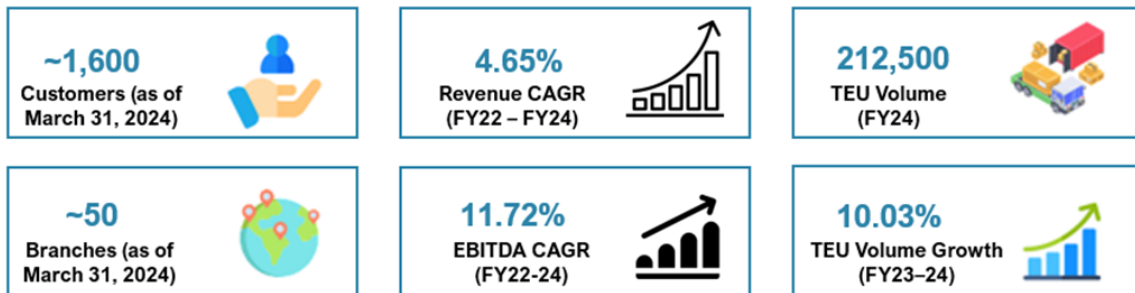 ~1,600
Customers (as of
March 31, 2024)
4.65%
Revenue CAGR
(FY22 – FY24)
212,500
TEU Volume
(FY24)
~50
Branches (as of
March 31, 2024)
11.72%
EBITDA CAGR
(FY22-24)
10.03%
TEU Volume Growth
(FY23–24)